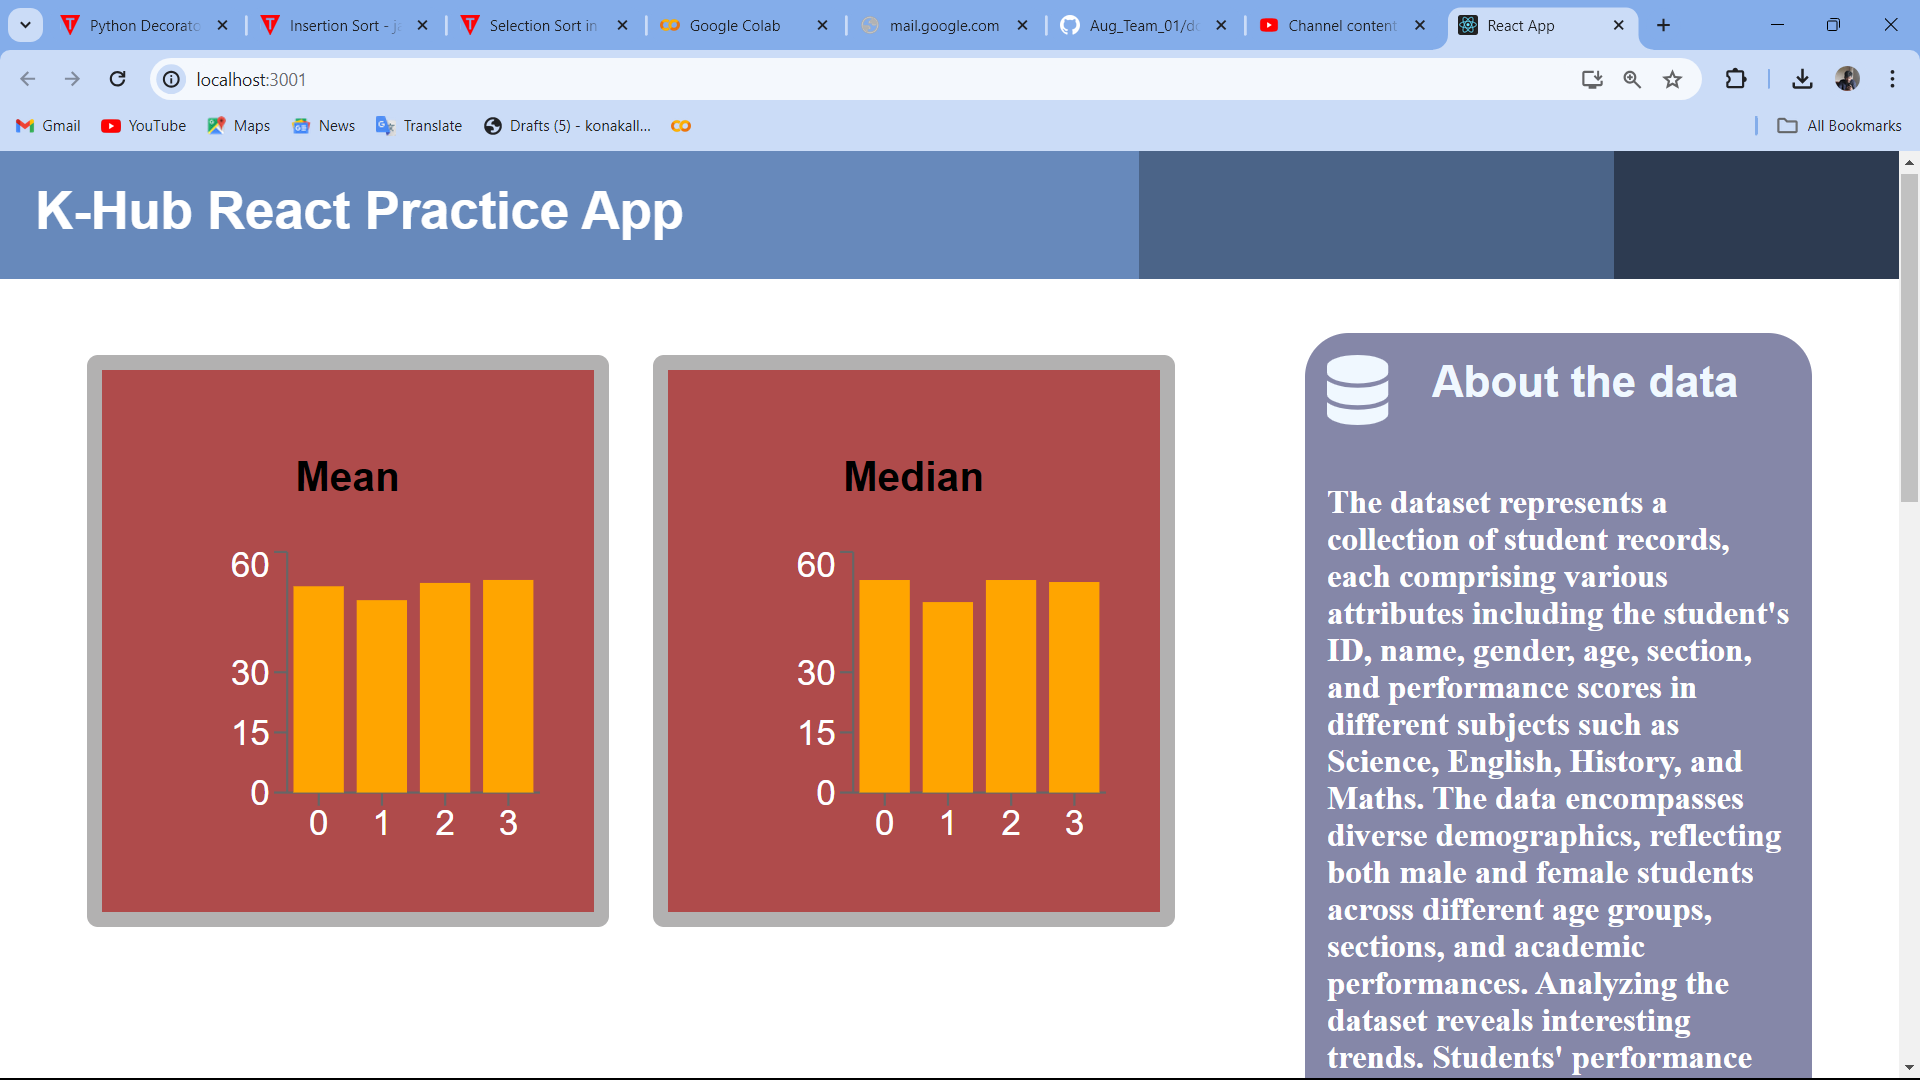 Python Decorato
Insertion Sort - ja
Selection Sort in
Google Colab
mail.google.com
Aug_Team_01/do
Channel content
React App
localhost:3001
Gmail
YouTube
Maps
News
Translate
Drafts (5) - konakall...
All Bookmarks
K-Hub React Practice App
Mean
60
30
15
0
0 1 2 3
Median
60
30
15
0
0 1 2 3
About the data
The dataset represents a
collection of student records,
each comprising various
attributes including the student's
ID, name, gender, age, section,
and performance scores in
different subjects such as
Science, English, History, and
Maths. The data encompasses
diverse demographics, reflecting
both male and female students
across different age groups,
sections, and academic
performances. Analyzing the
dataset reveals interesting
trends. Students' performance